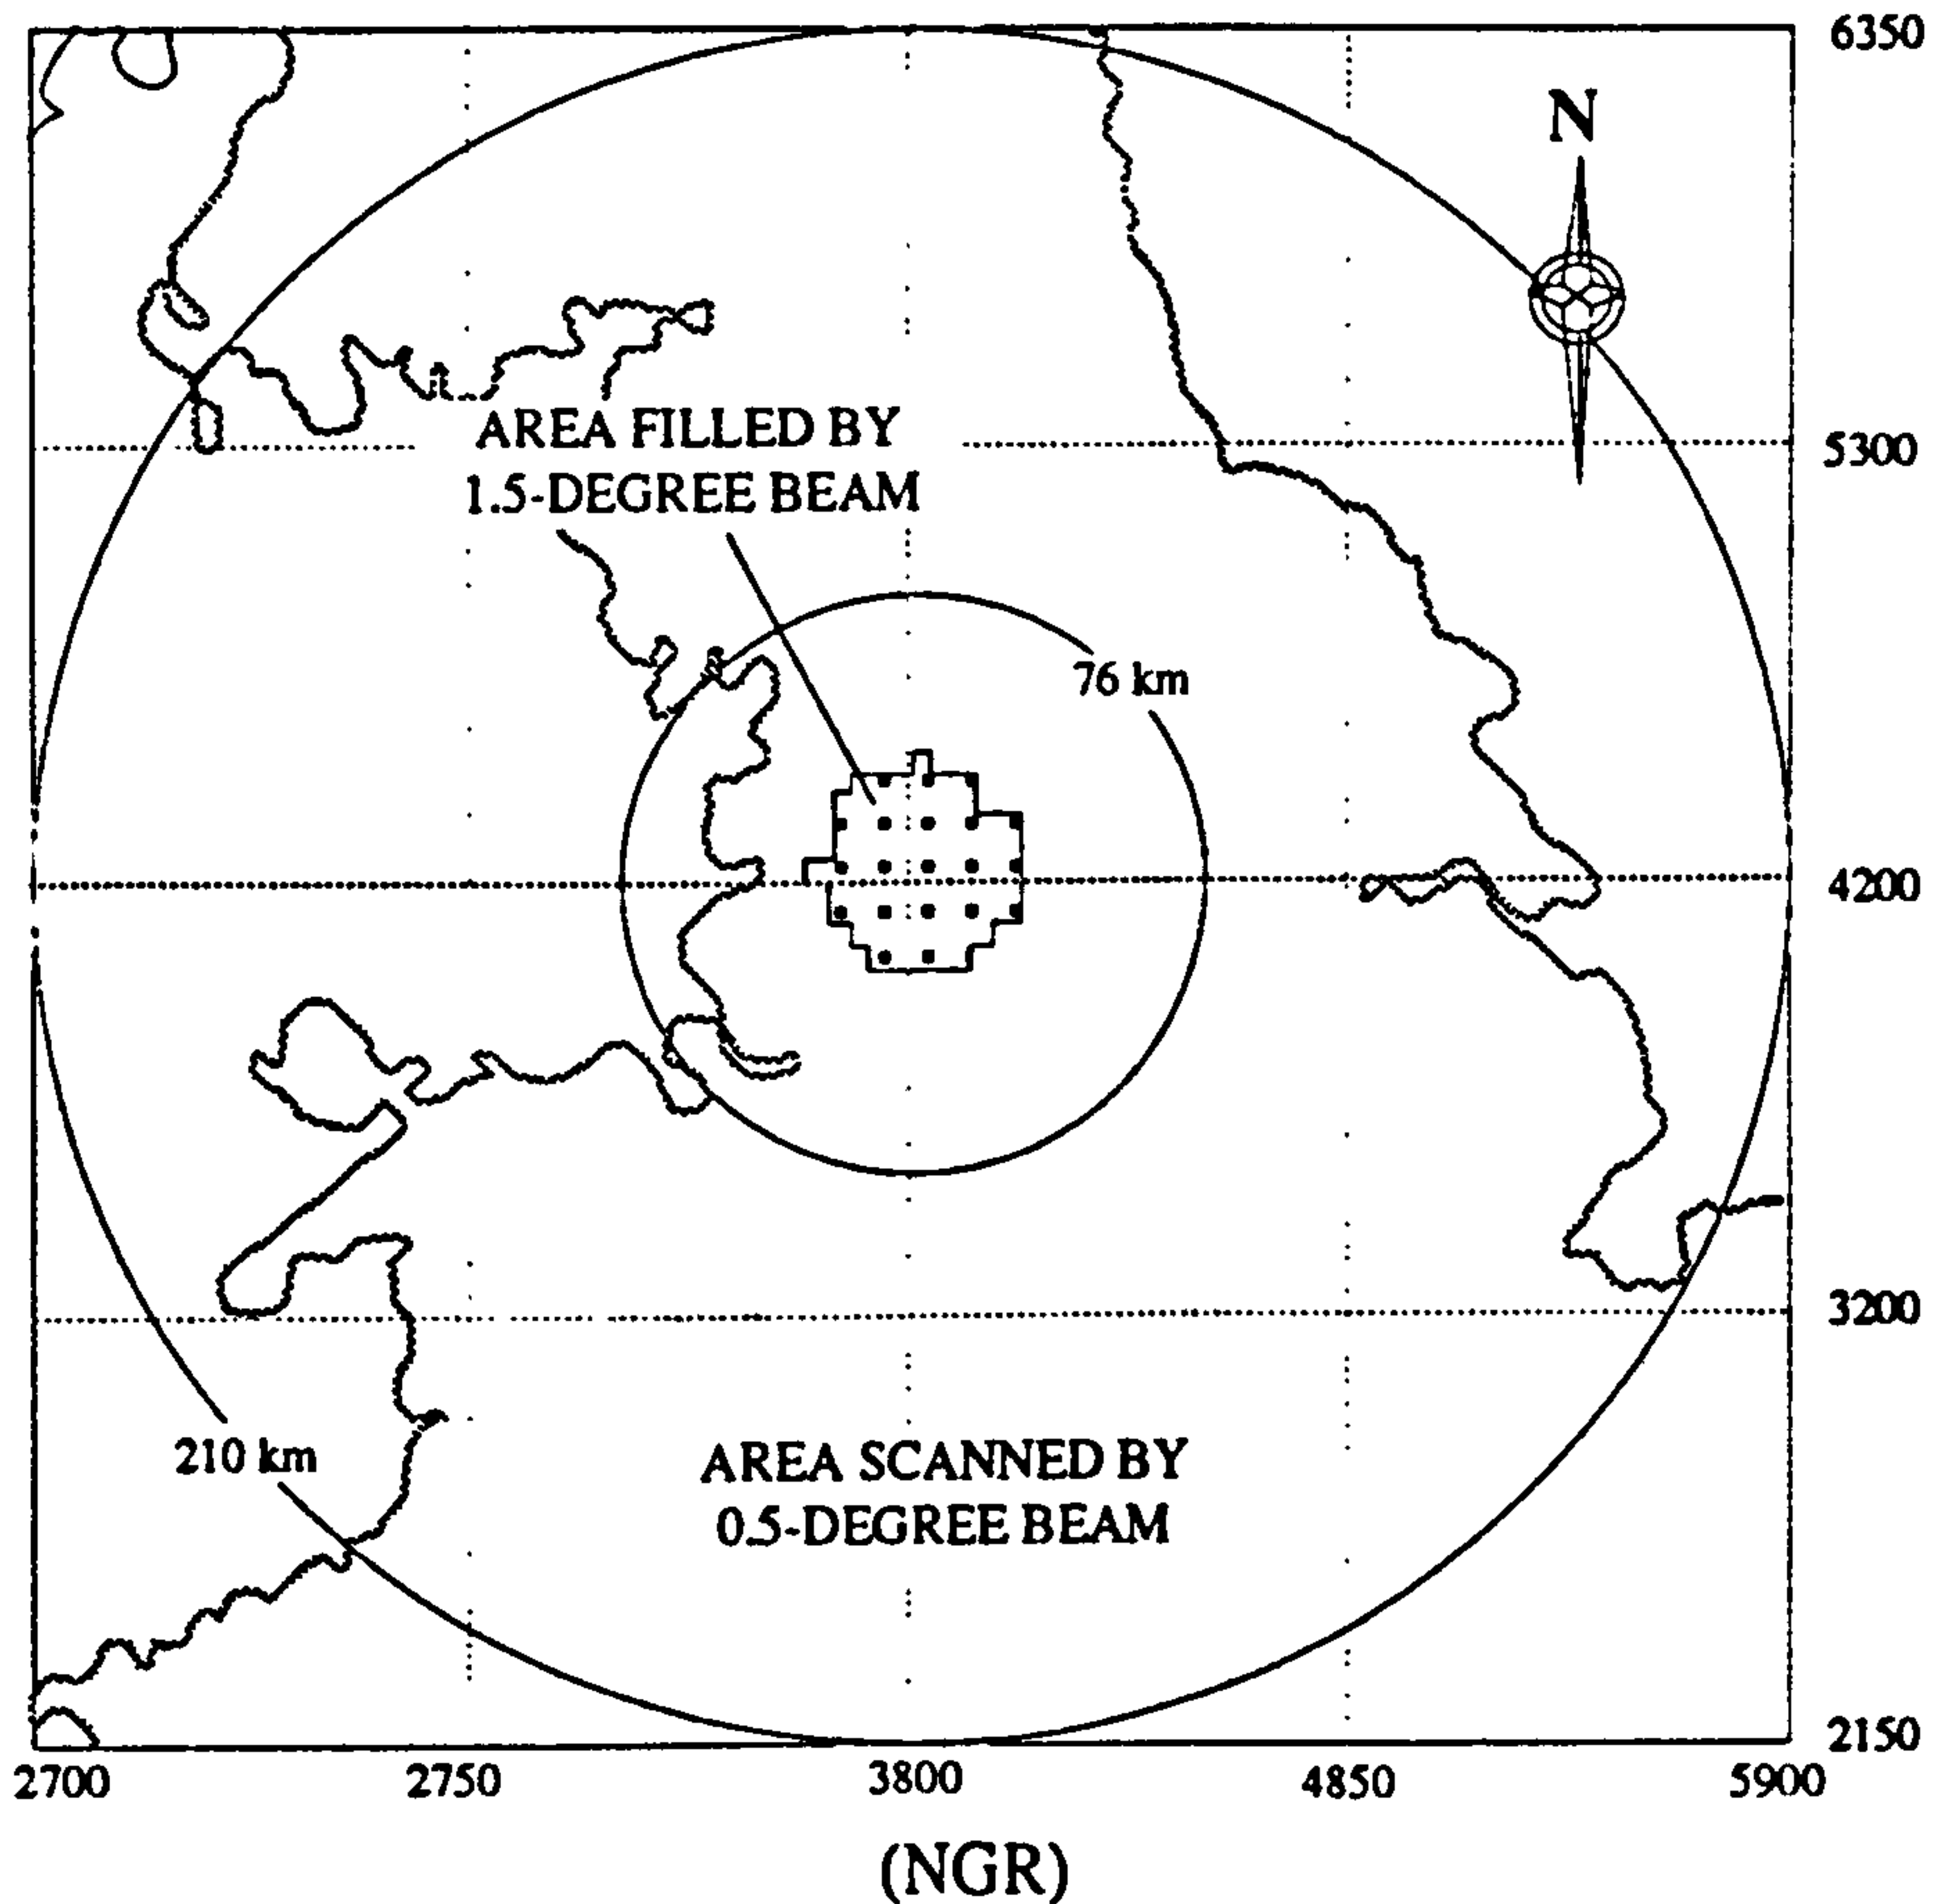 6350
N
5300
AREA FILLED BY
1.5-DEGREE BEAM
76 km
4200
3200
210 km
AREA SCANNED BY
0.5-DEGREE BEAM
2150
2700 2750 3800 4850 5900
(NGR)